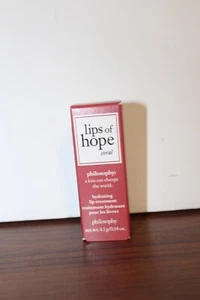 lips of
hope
coral
philosophy:
a kiss can change
the world.
hydrating
lip treatment
traitement hydratant
pour les lèvres
philosophy
net wt. 4.1 g/0.14 oz.